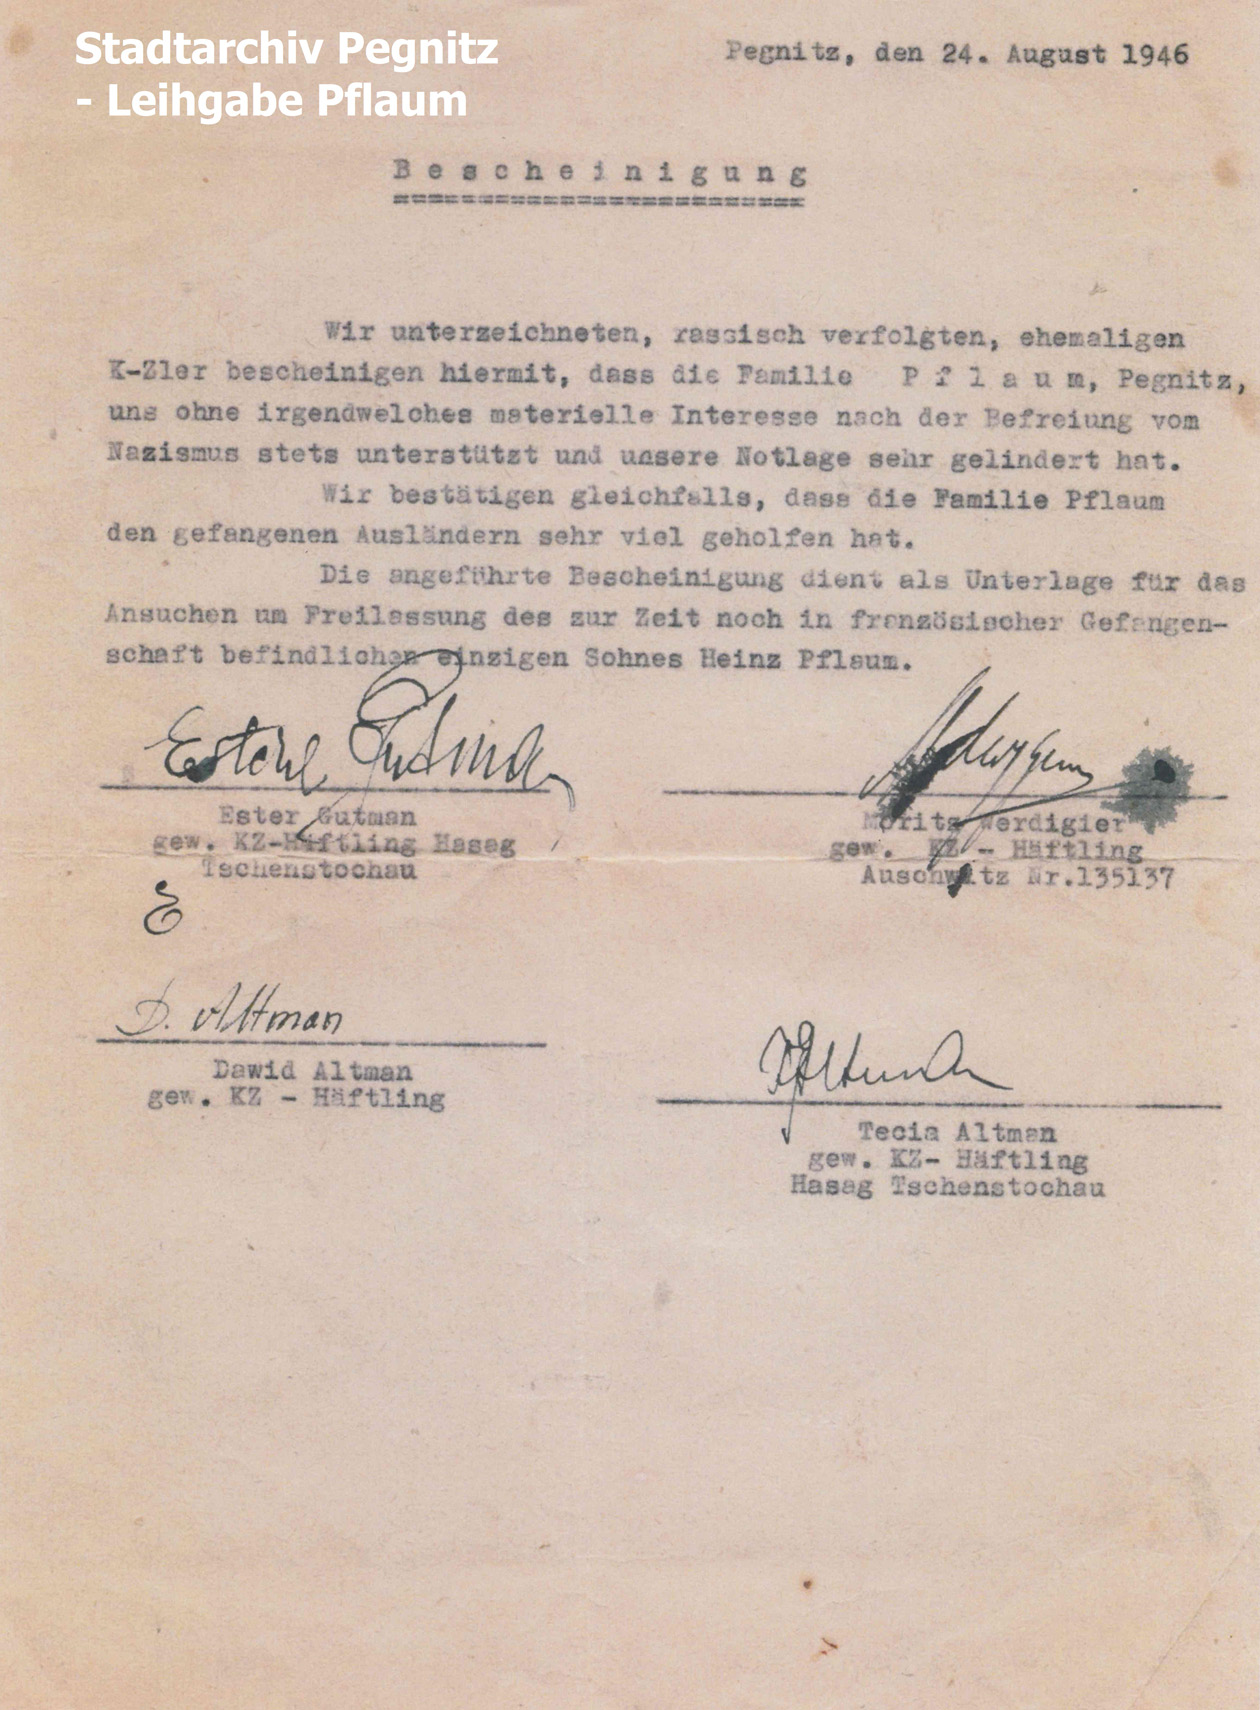 Stadtarchiv Pegnitz
- Leihgabe Pflaum
Pegnitz, den 24. August 1946
B e s c h e i n i g u n g
=========================
Wir unterzeichneten, rassisch verfolgten, ehemaligen
K-Zler bescheinigen hiermit, dass die Familie P f l a u m, Pegnitz,
uns ohne irgendwelches materielle Interesse nach der Befreiung vom
Nazismus stets unterstützt und unsere Notlage sehr gelindert hat.
Wir bestätigen gleichfalls, dass die Familie Pflaum
den gefangenen Ausländern sehr viel geholfen hat.
Die angeführte Bescheinigung dient als Unterlage für das
Ansuchen um Freilassung des zur Zeit noch in französischer Gefangen-
schaft befindlichen einzigen Sohnes Heinz Pflaum.
Ester Gutman
gew. KZ-Häftling Hasag
Tschenstochau
Moritz Werdigier
gew. KZ - Häftling
Auschwitz Nr.135137
E
D. Altman
Dawid Altman
gew. KZ - Häftling
T Altman
Tecia Altman
gew. KZ- Häftling
Hasag Tschenstochau